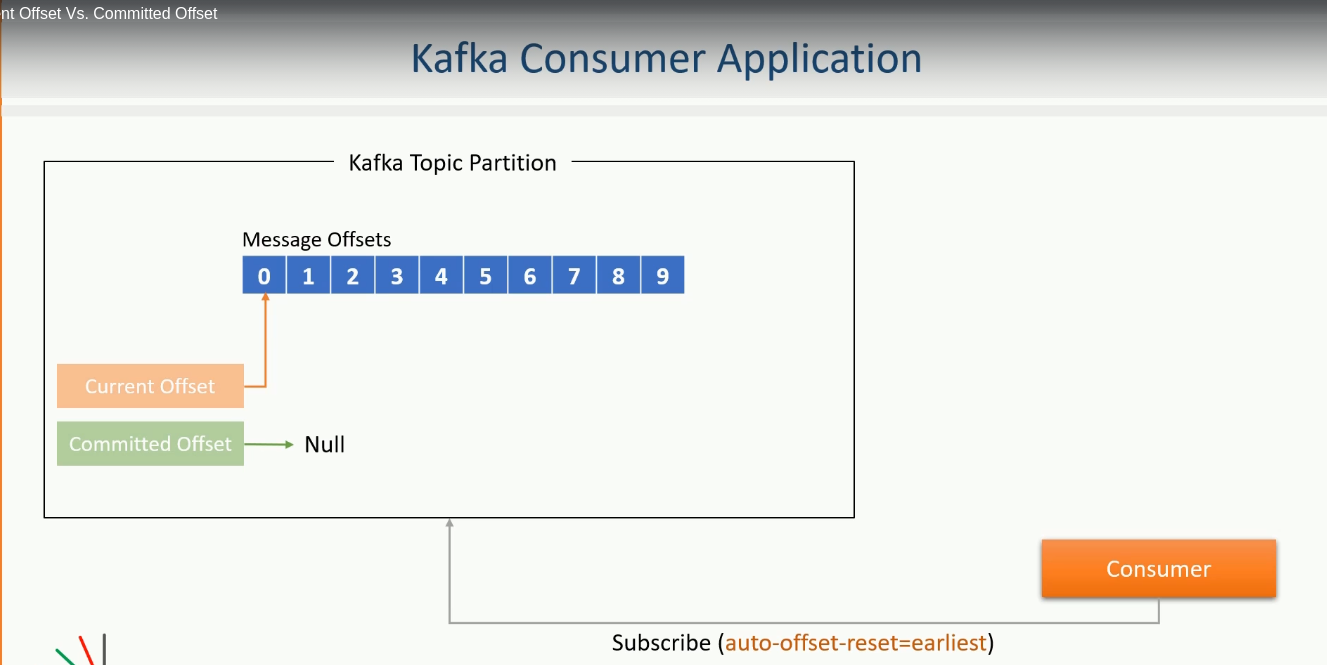 nt Offset Vs. Committed Offset
Kafka Consumer Application
Kafka Topic Partition
Message Offsets
0 1 2 3 4 5 6 7 8 9
Current Offset
Committed Offset Null
Consumer
Subscribe (auto-offset-reset=earliest)